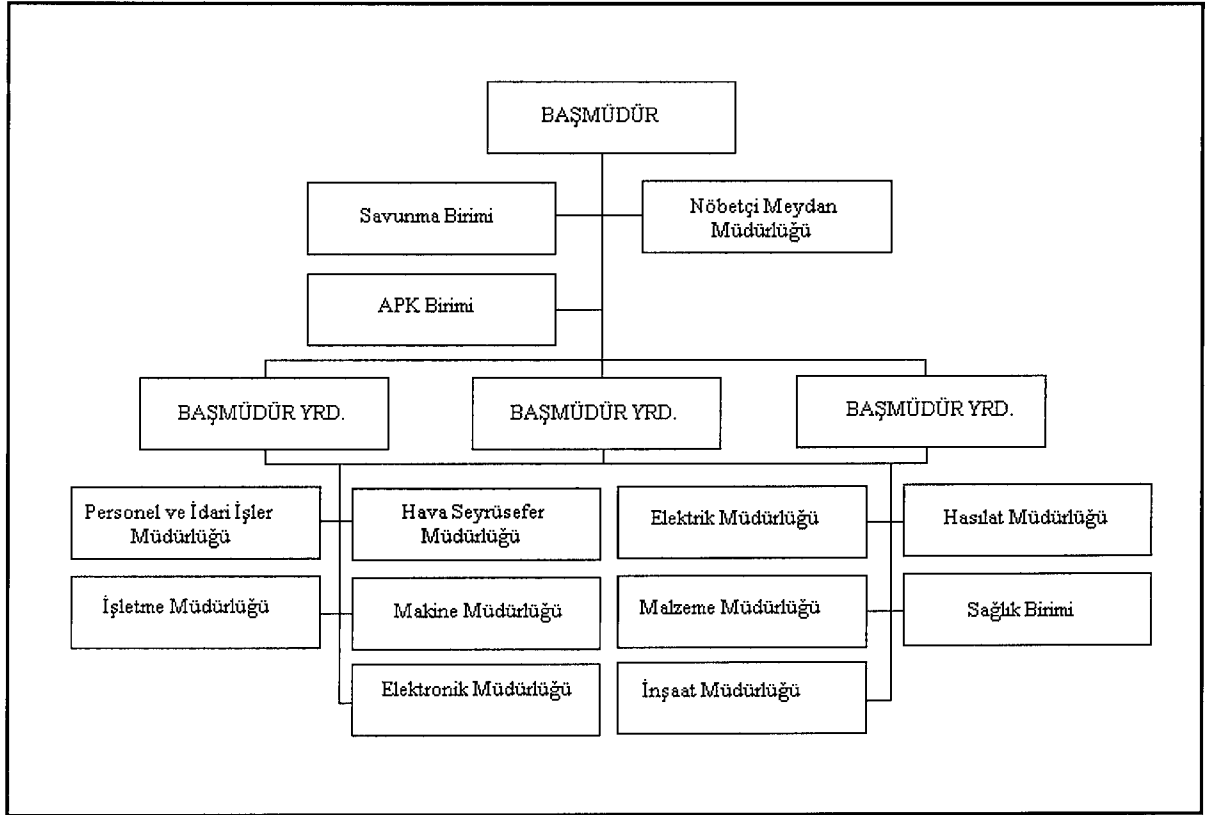 BAŞMÜDÜR
Savunma Birimi
Nöbetçi Meydan
Müdürlüğü
APK Birimi
BAŞMÜDÜR YRD.
BAŞMÜDÜR YRD.
BAŞMÜDÜR YRD.
Personel ve İdari İşler
Müdürlüğü
Hava Seyrüsefer
Müdürlüğü
Elektrik Müdürlüğü
Hasılat Müdürlüğü
İşletme Müdürlüğü
Makine Müdürlüğü
Malzeme Müdürlüğü
Sağlık Birimi
Elektronik Müdürlüğü
İnşaat Müdürlüğü